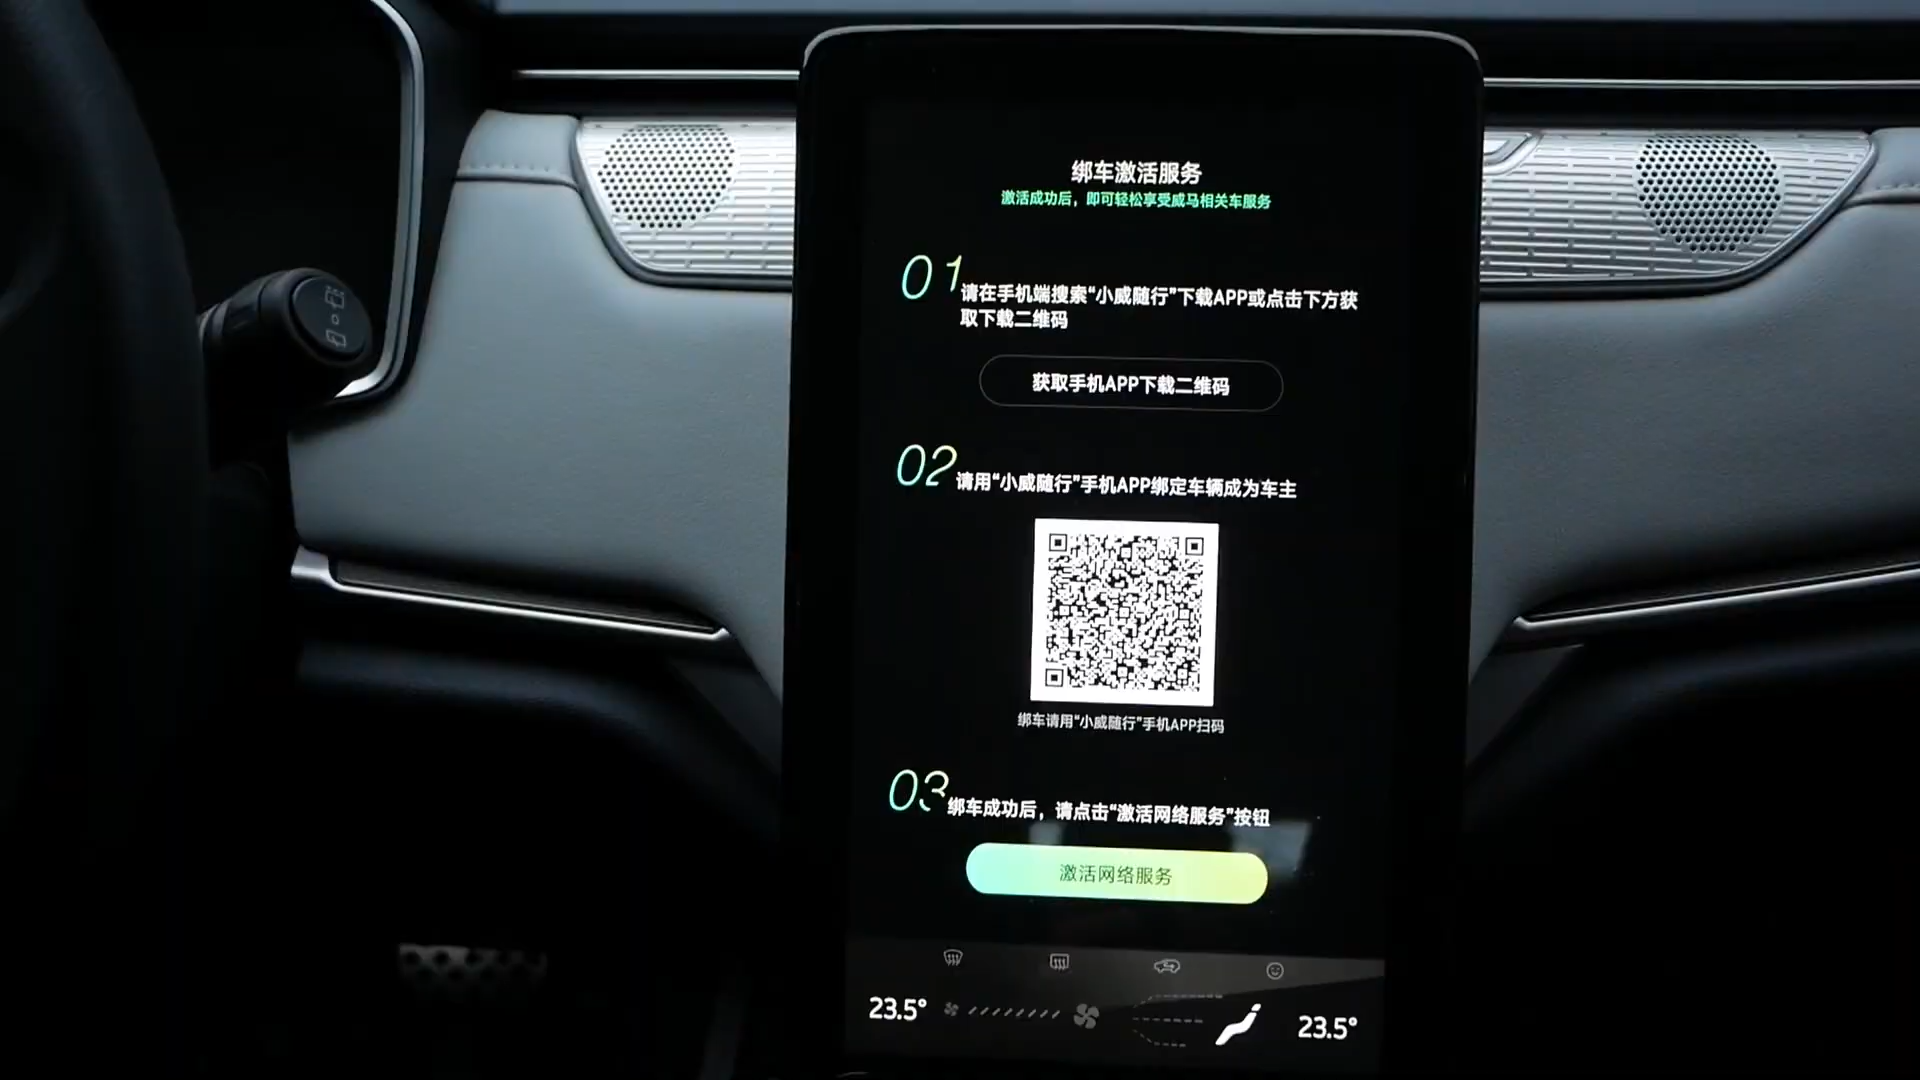 绑车激活服务
激活成功后，即可轻松享受威马相关车服务
01
请在手机端搜索“小威随行”下载APP或点击下方获
取下载二维码
获取手机APP下载二维码
02
请用“小威随行”手机APP绑定车辆成为车主
绑车请用“小威随行”手机APP扫码
03
绑车成功后，请点击“激活网络服务”按钮
激活网络服务
23.5° 23.5°